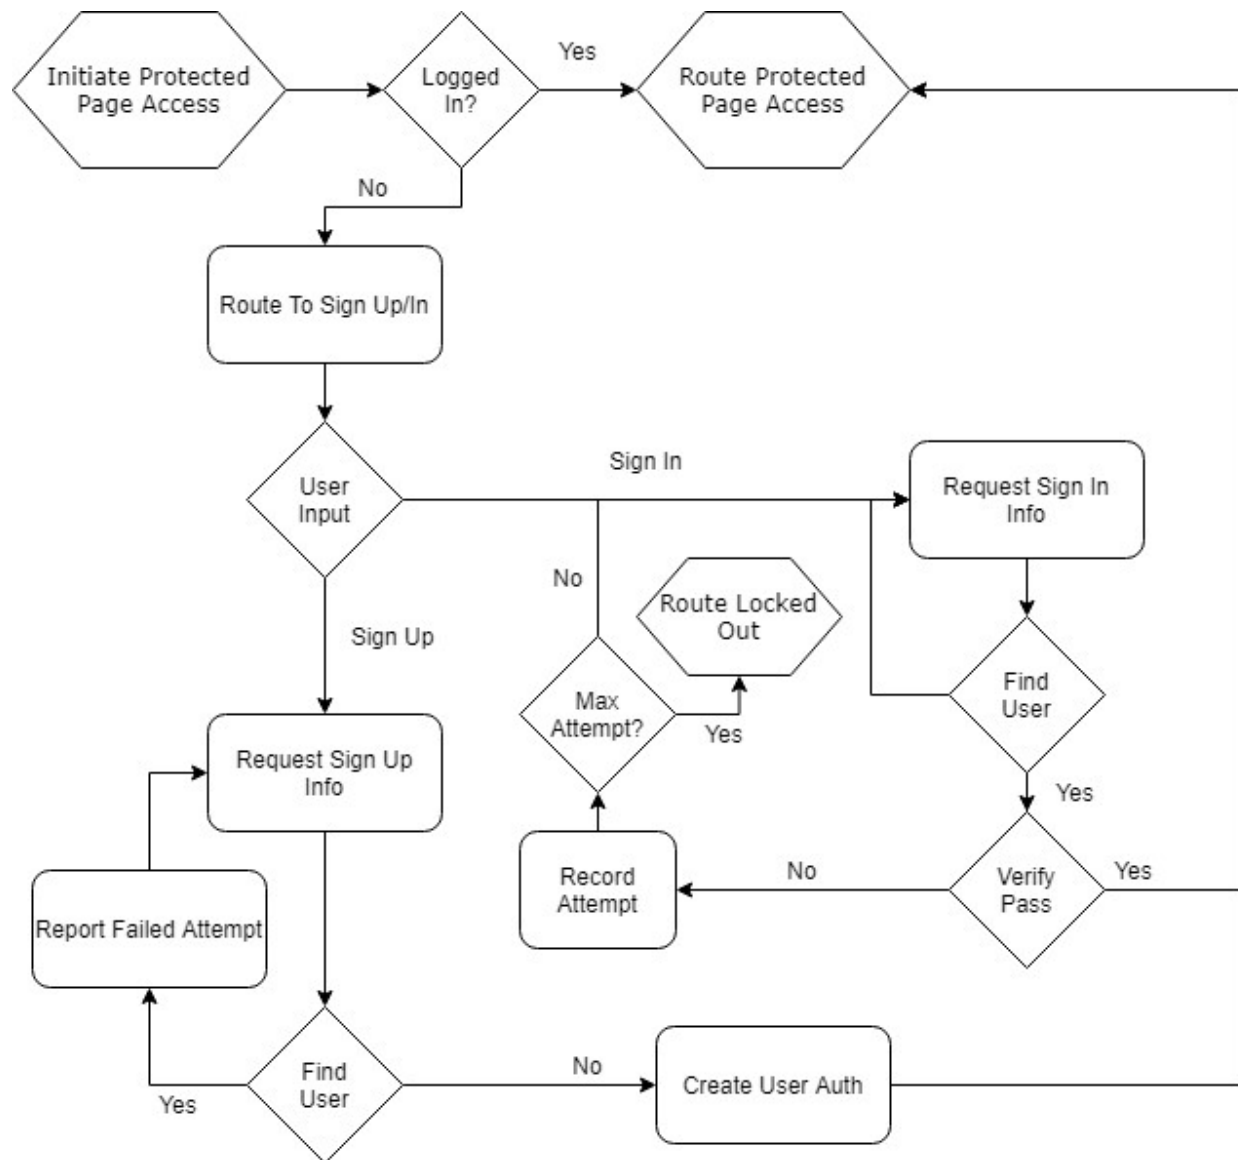 Initiate Protected
Page Access
Logged
In?
Yes
Route Protected
Page Access
No
Route To Sign Up/In
User
Input
Sign In
Request Sign In
Info
No
Route Locked
Out
Sign Up
Max
Attempt?
Yes
Find
User
Yes
Request Sign Up
Info
Record
Attempt
No
Verify
Pass
Yes
Report Failed Attempt
Find
User
Yes
No
Create User Auth